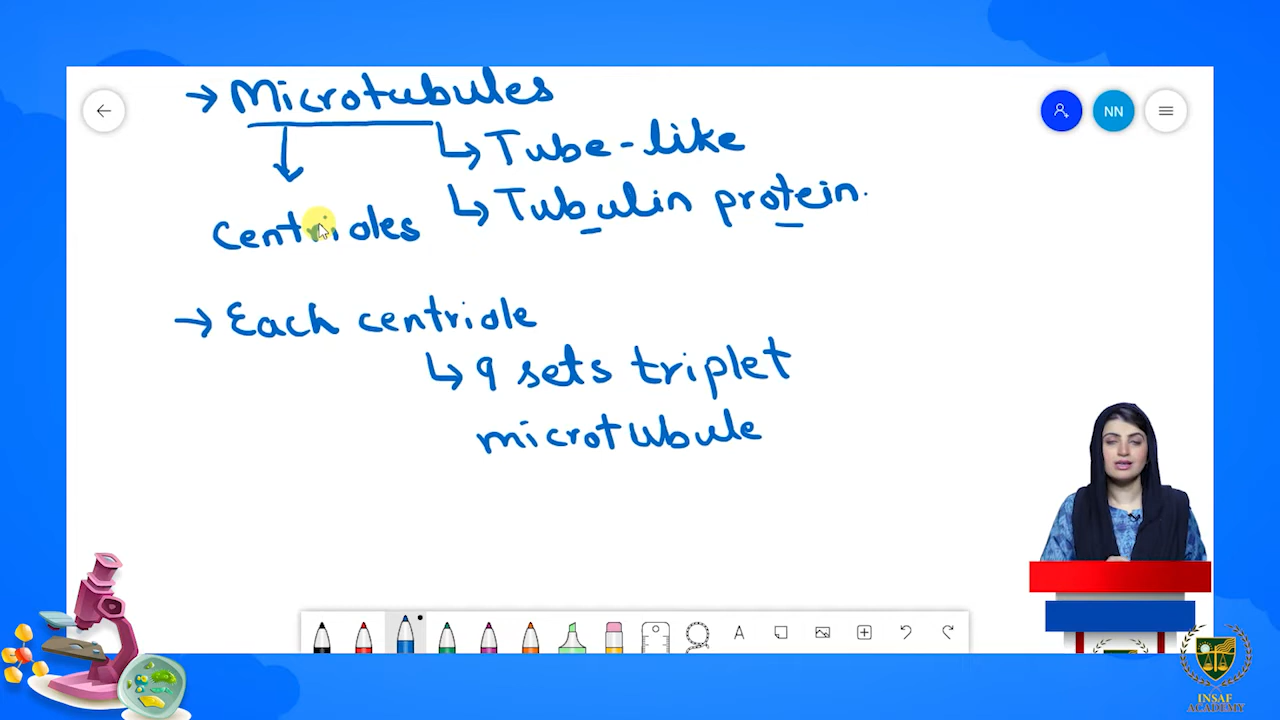 → Microtubules
NN
↳ Tube-like
↳ Tubulin protein.
Centrioles
→ Each centriole
↳ 9 sets triplet
microtubule
A
INSAF
ACADEMY